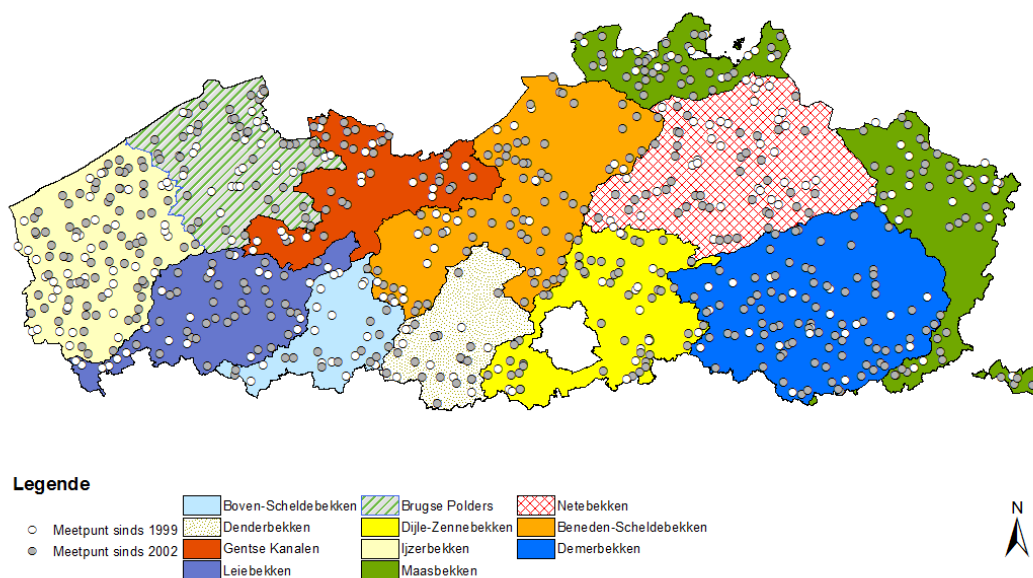 Legende
Meetpunt sinds 1999
Meetpunt sinds 2002
Boven-Scheldebekken
Denderbekken
Gentse Kanalen
Leiebekken
Brugse Polders
Dijle-Zennebekken
Ijzerbekken
Maasbekken
Netebekken
Beneden-Scheldebekken
Demerbekken
N